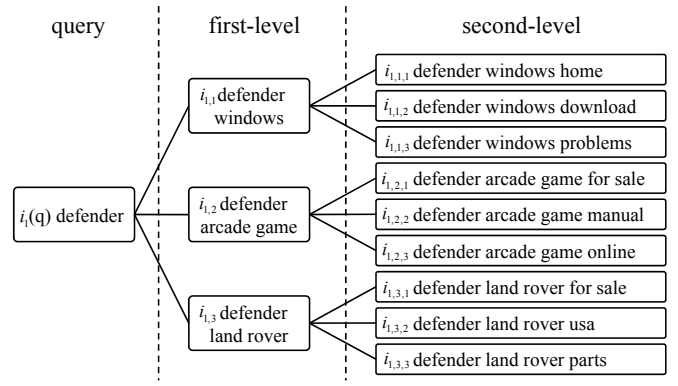 query first-level second-level
i1(q) defender
i1,1 defender
windows
i1,2 defender
arcade game
i1,3 defender
land rover
i1,1,1 defender windows home
i1,1,2 defender windows download
i1,1,3 defender windows problems
i1,2,1 defender arcade game for sale
i1,2,2 defender arcade game manual
i1,2,3 defender arcade game online
i1,3,1 defender land rover for sale
i1,3,2 defender land rover usa
i1,3,3 defender land rover parts